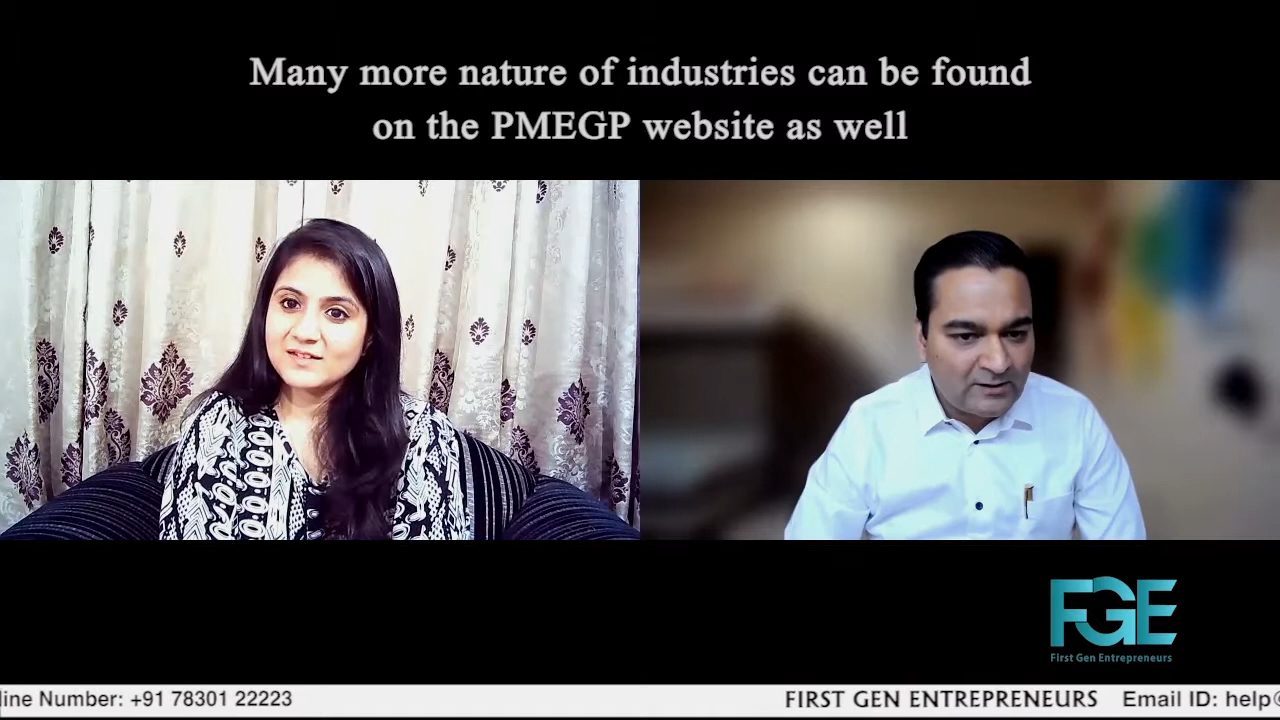 Many more nature of industries can be found
on the PMEGP website as well
FGE
First Gen Entrepreneurs
line Number: +91 78301 22223 FIRST GEN ENTREPRENEURS Email ID: help@